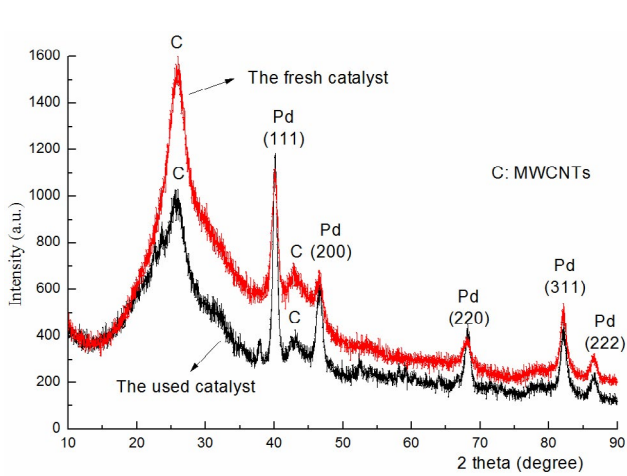 C
1600
The fresh catalyst
1400
Pd
(111)
1200
C
C: MWCNTs
1000
Pd
C
(200)
800
Pd
(311)
600
Pd
(220)
Pd
(222)
C
400
The used catalyst
200
0
10
20
30
40
50
60
70
80
90
2 theta (degree)
Intensity (a.u.)